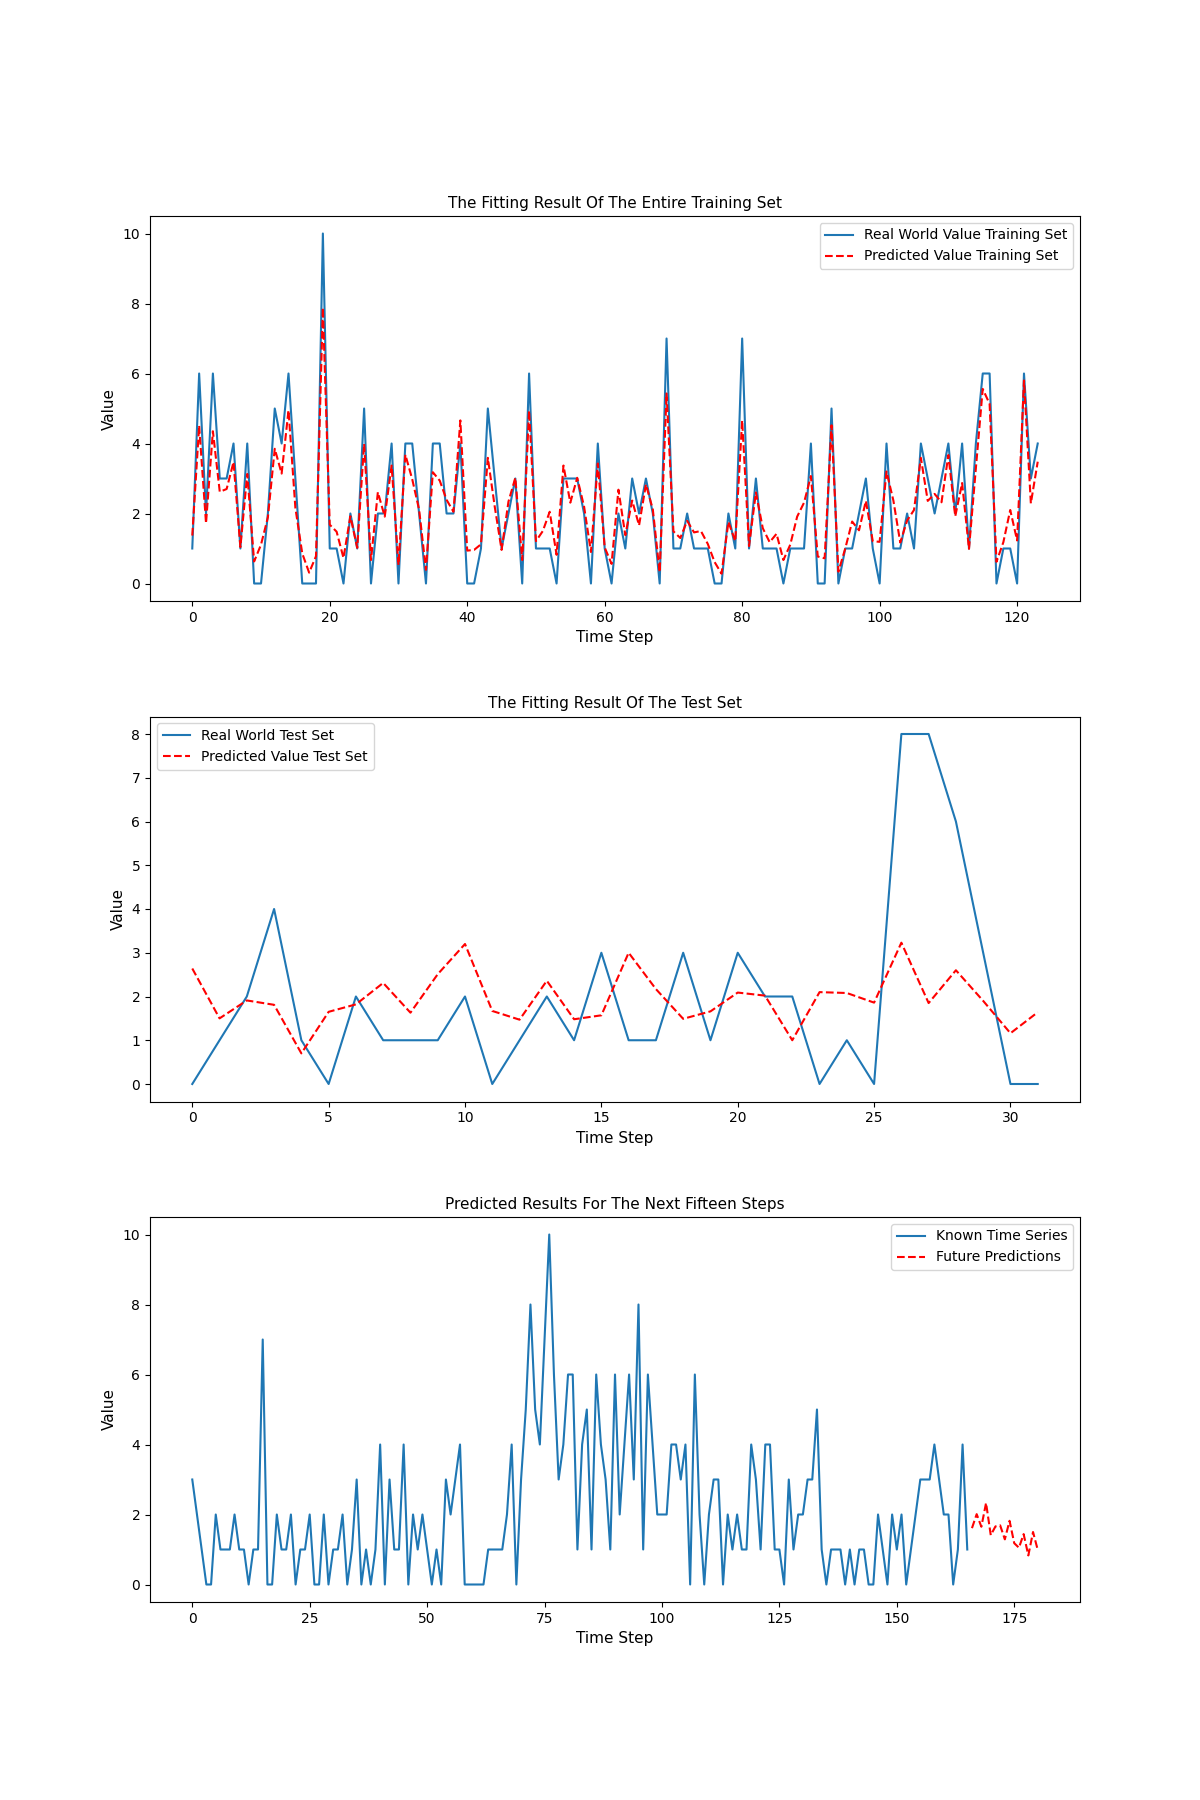 The Fitting Result Of The Entire Training Set
Real World Value Training Set
Predicted Value Training Set
10
8
6
4
2
0
Value
0 20 40 60 80 100 120
Time Step
The Fitting Result Of The Test Set
Real World Test Set
Predicted Value Test Set
8
7
6
5
4
3
2
1
0
Value
0 5 10 15 20 25 30
Time Step
Predicted Results For The Next Fifteen Steps
Known Time Series
Future Predictions
10
8
6
4
2
0
Value
0 25 50 75 100 125 150 175
Time Step